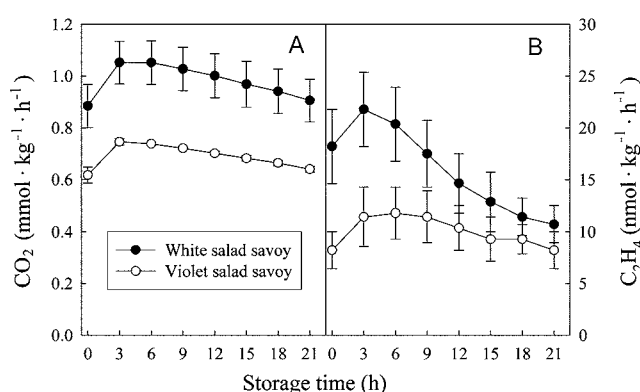 A
B
CO₂ (mmol · kg⁻¹ · h⁻¹)
1.2
1.0
0.8
0.6
0.4
0.2
0.0
White salad savoy
Violet salad savoy
30
25
20
15
10
5
0
C₂H₄ (nmol · kg⁻¹ · h⁻¹)
0 3 6 9 12 15 18 21 0 3 6 9 12 15 18 21
Storage time (h)